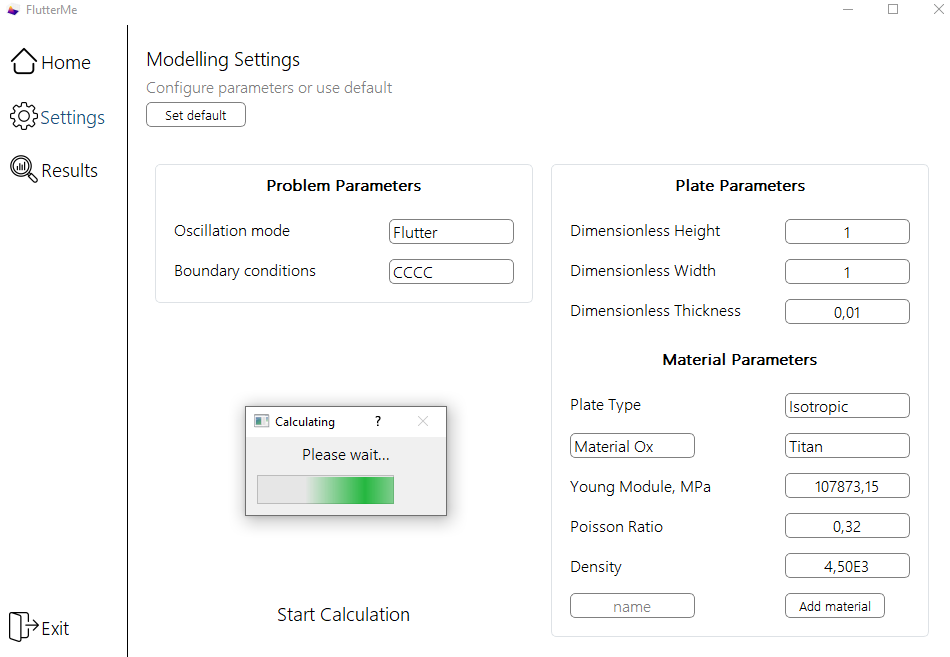 FlutterMe
Home
Settings
Results
Exit
Modelling Settings
Configure parameters or use default
Set default
Problem Parameters
Oscillation mode Flutter
Boundary conditions CCCC
Calculating ?
Please wait...
Start Calculation
Plate Parameters
Dimensionless Height 1
Dimensionless Width 1
Dimensionless Thickness 0,01
Material Parameters
Plate Type Isotropic
Material Ox Titan
Young Module, MPa 107873,15
Poisson Ratio 0,32
Density 4,50E3
name Add material